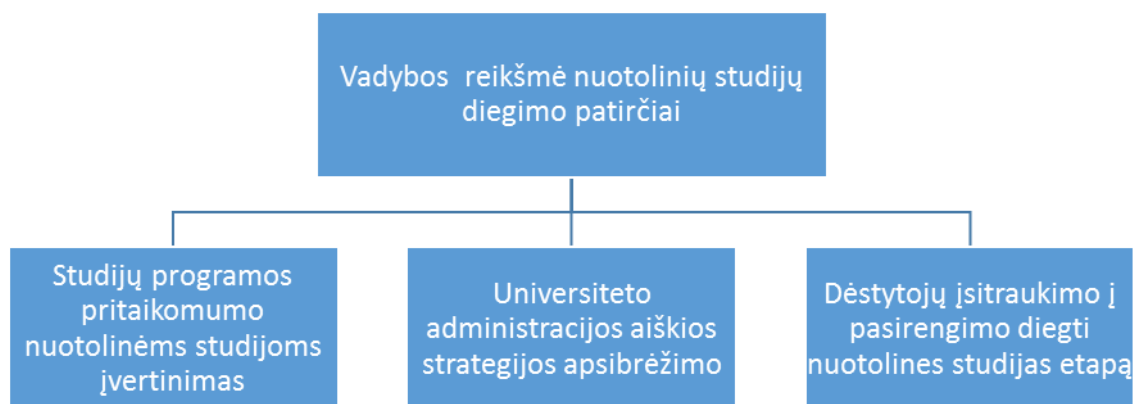 Vadybos  reikšmė nuotolinių studijų
diegimo patirčiai
Studijų programos
pritaikomumo
nuotolinėms studijoms
įvertinimas
Universiteto
administracijos aiškios
strategijos apsibrėžimo
Dėstytojų įsitraukimo į
pasirengimo diegti
nuotolines studijas etapą